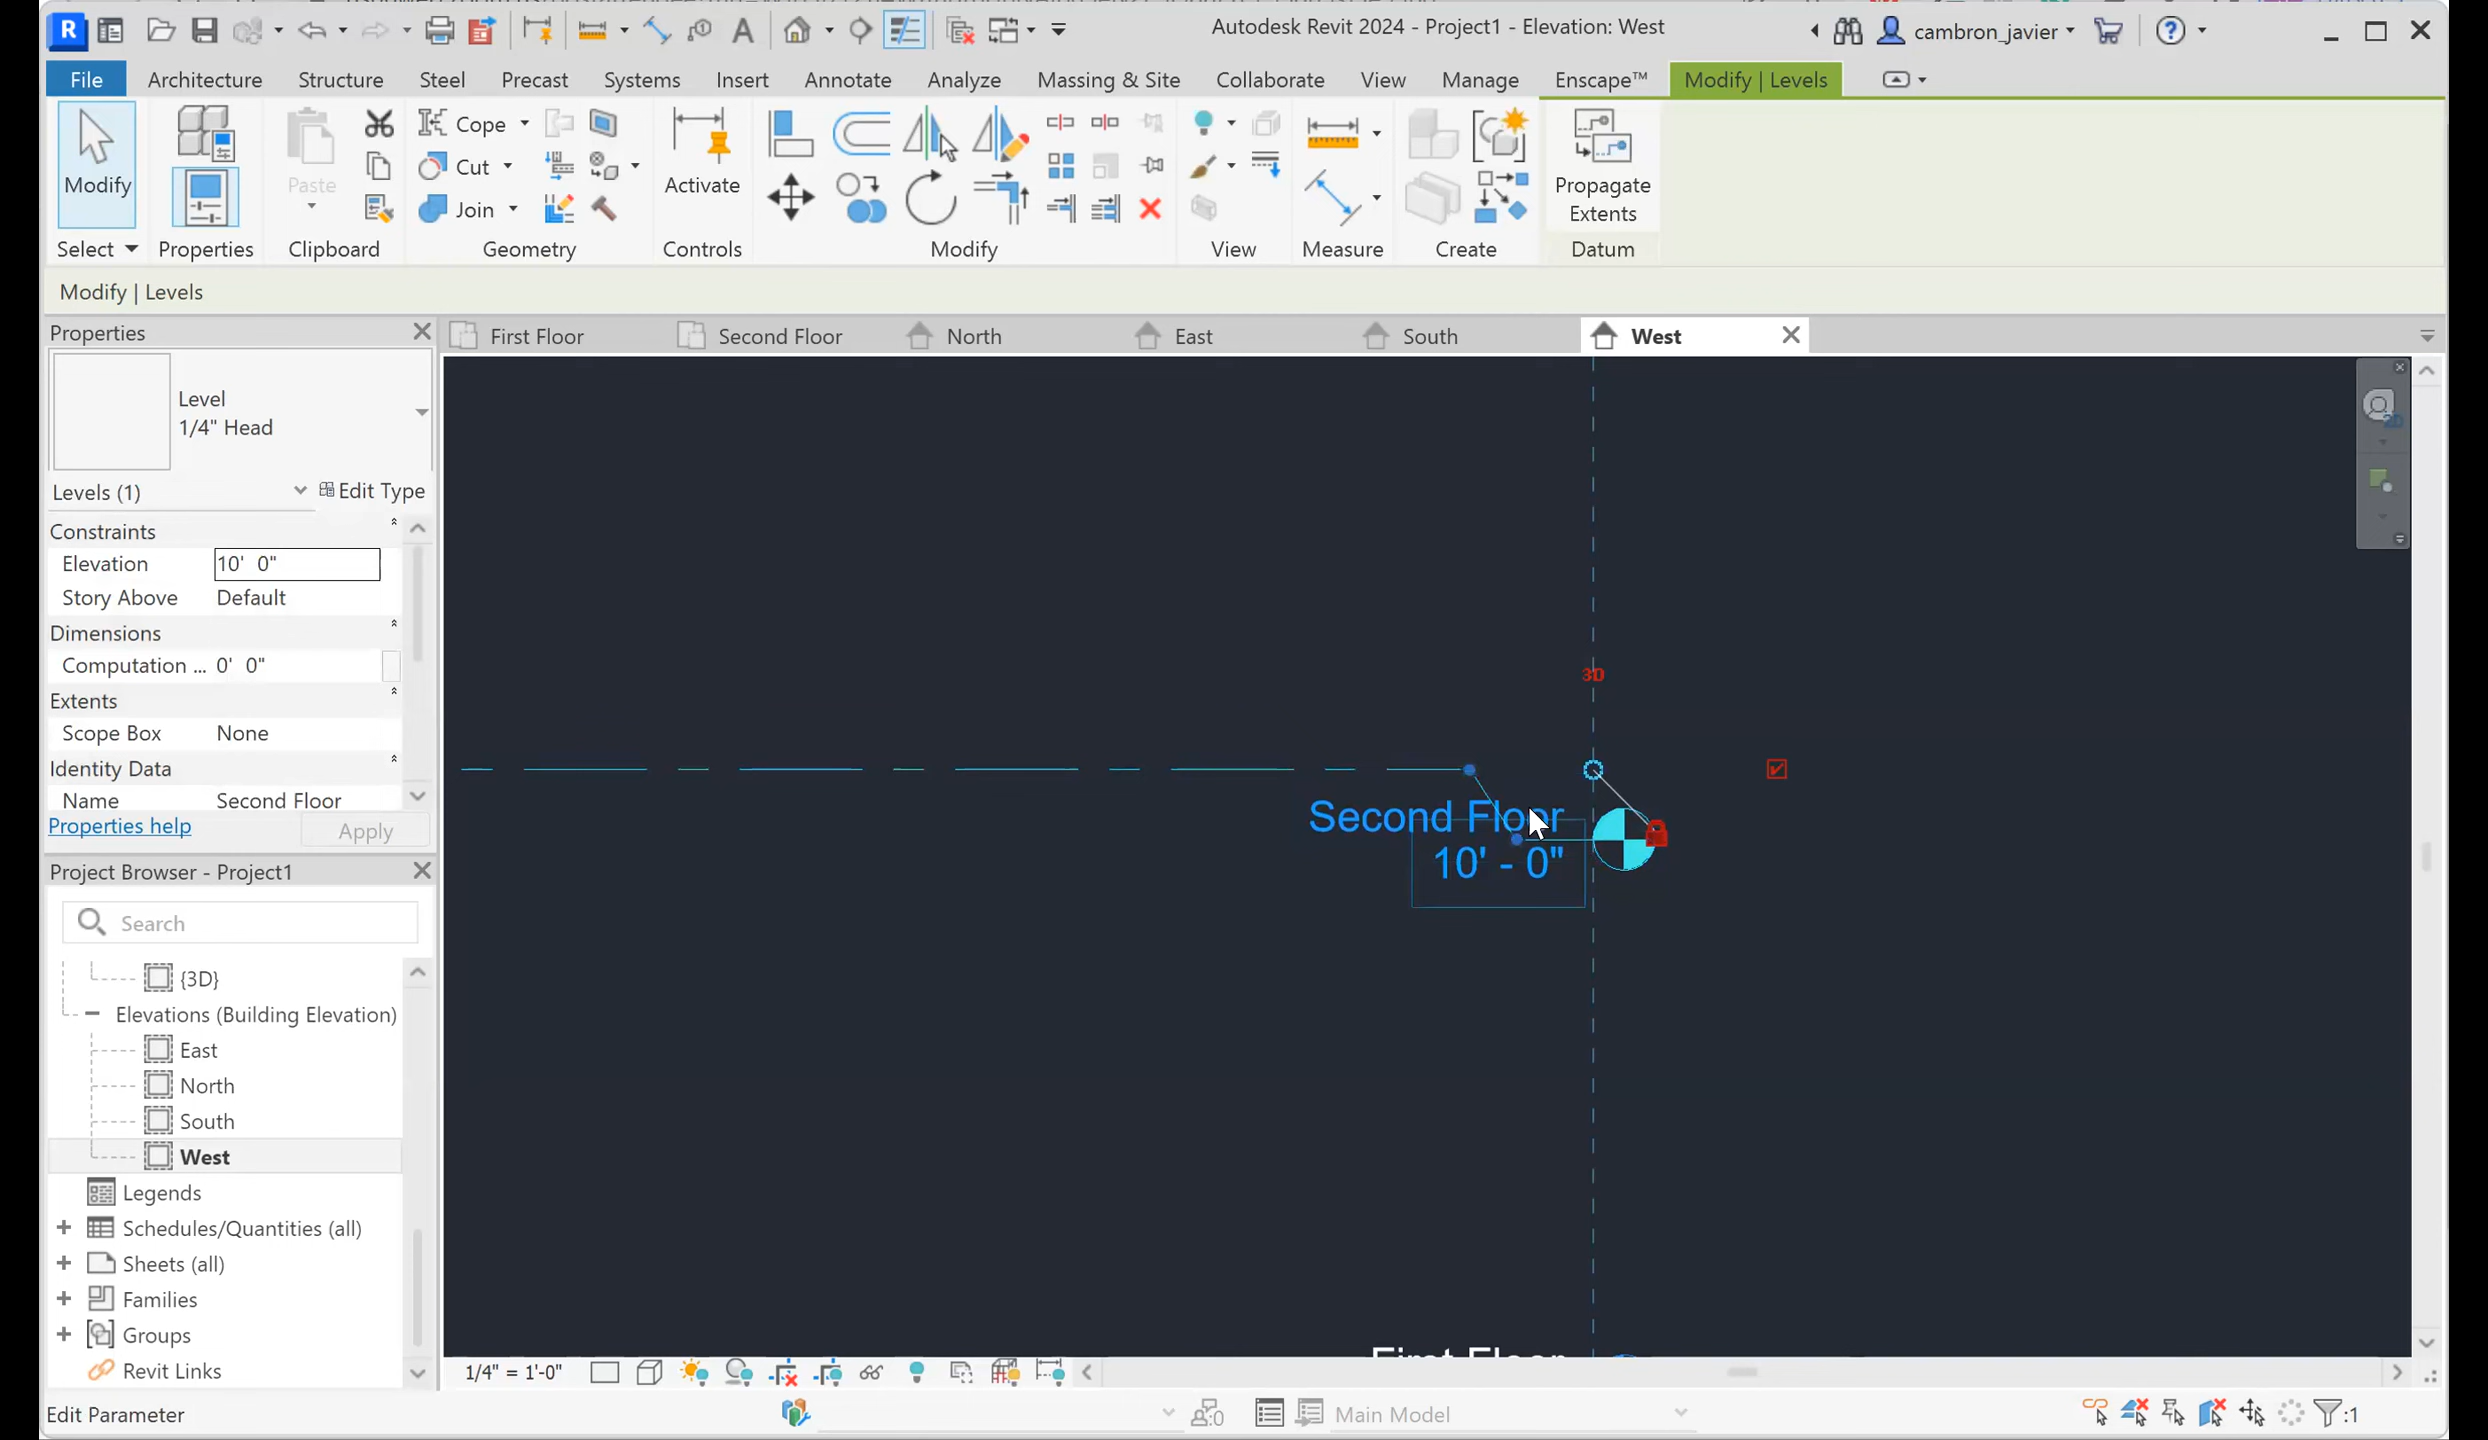 R
A
Autodesk Revit 2024 - Project1 - Elevation: West
cambron_javier
?
File Architecture Structure Steel Precast Systems Insert Annotate Analyze Massing & Site Collaborate View Manage Enscape™ Modify | Levels
Modify
Paste
Cope
Cut
Join
Activate
Propagate
Extents
Select Properties Clipboard Geometry Controls Modify View Measure Create Datum
Modify | Levels
Properties
First Floor Second Floor North East South West
Level
1/4" Head
Levels (1) Edit Type
Constraints
Elevation 10' 0"
Story Above Default
Dimensions
Computation ... 0' 0"
Extents
Scope Box None
Identity Data
Name Second Floor
Properties help Apply
3D
Second Floor
10' - 0"
2D
Project Browser - Project1
Search
{3D}
Elevations (Building Elevation)
East
North
South
West
Legends
Schedules/Quantities (all)
Sheets (all)
Families
Groups
Revit Links
First Floor
1/4" = 1'-0"
Edit Parameter
:0
Main Model
:1